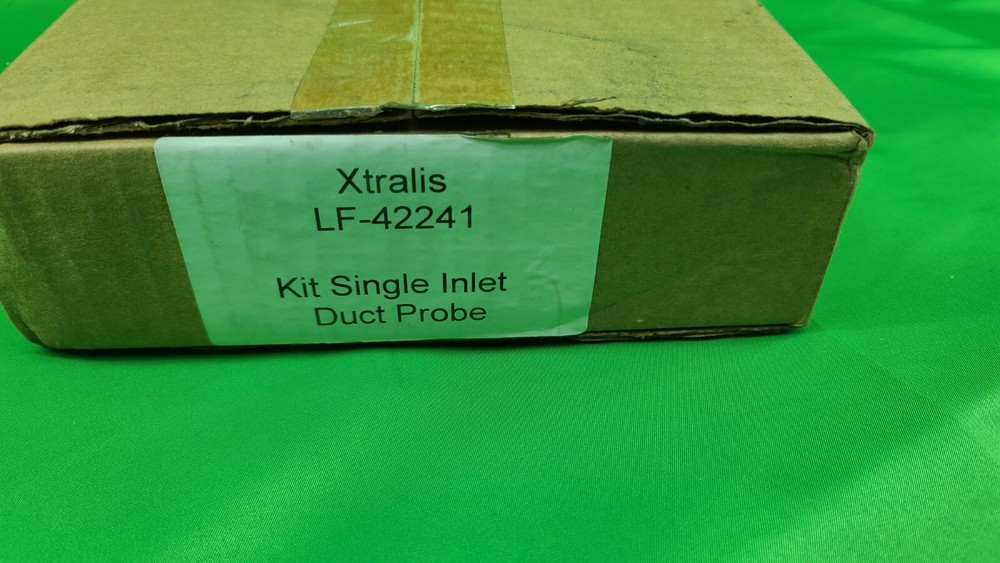 Xtralis
LF-42241
Kit Single Inlet
Duct Probe